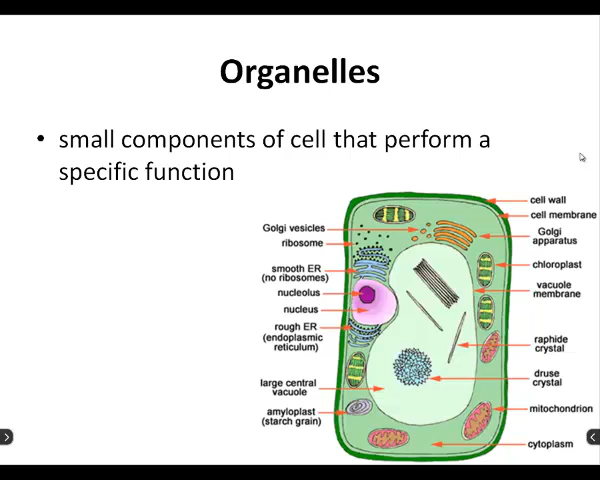 Organelles
• small components of cell that perform a
specific function
cell wall
cell membrane
Golgi vesicles
Golgi
apparatus
ribosome
smooth ER
(no ribosomes)
chloroplast
nucleolus
vacuole
membrane
nucleus
rough ER
(endoplasmic
reticulum)
raphide
crystal
large central
vacuole
druse
crystal
amyloplast
(starch grain)
mitochondrion
cytoplasm